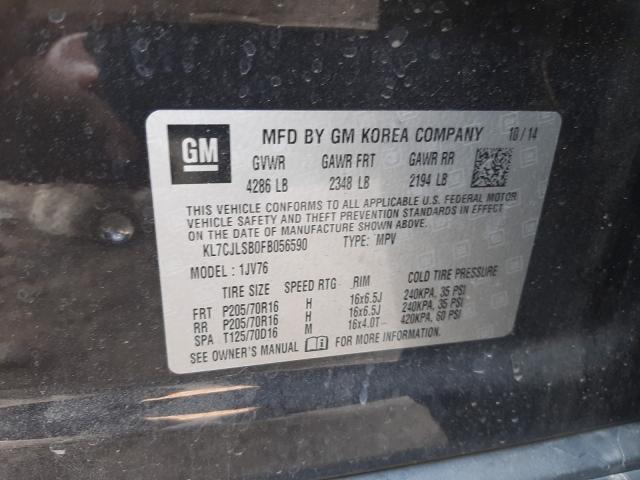 GM MFD BY GM KOREA COMPANY 10/14
GVWR GAWR FRT GAWR RR
4286 LB 2348 LB 2194 LB
THIS VEHICLE CONFORMS TO ALL APPLICABLE U.S. FEDERAL MOTOR
VEHICLE SAFETY AND THEFT PREVENTION STANDARDS IN EFFECT
ON THE DATE OF MANUFACTURE SHOWN ABOVE.
KL7CJLSB0FB056590 TYPE: MPV
MODEL: 1JV76
TIRE SIZE SPEED RTG RIM COLD TIRE PRESSURE
FRT P205/70R16 H 16x6.5J 240KPA, 35 PSI
RR P205/70R16 H 16x6.5J 240KPA, 35 PSI
SPA T125/70D16 M 16x4.0T 420KPA, 60 PSI
SEE OWNER'S MANUAL FOR MORE INFORMATION.